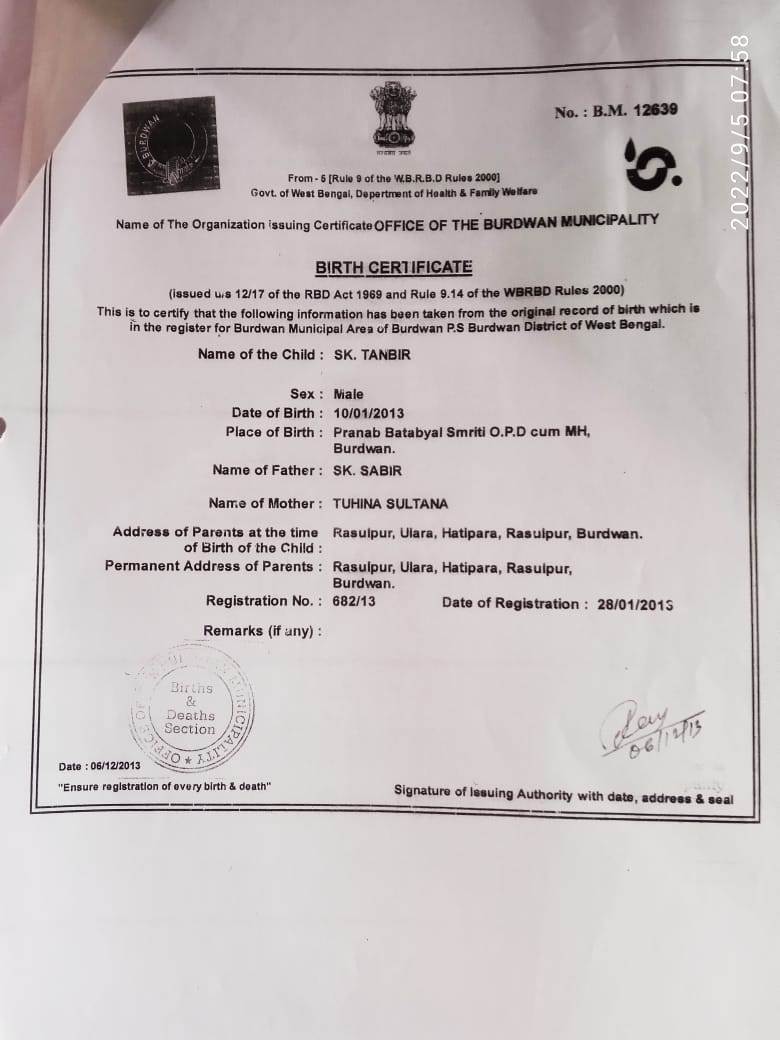 2022/9/5 07:58
BURDWAN
No. : B.M. 12639
From - 5 [Rule 9 of the W.B.R.B.D Rules 2000]
Govt. of West Bengal, Depertment of Health & Family Welfare
Name of The Organization issuing Certificate OFFICE OF THE BURDWAN MUNICIPALITY
BIRTH CERTIFICATE
(issued u/s 12/17 of the RBD Act 1969 and Rule 9.14 of the WBRBD Rules 2000)
This is to certify that the following information has been taken from the original record of birth which is
in the register for Burdwan Municipal Area of Burdwan P.S Burdwan District of West Bengal.
Name of the Child : SK. TANBIR
Sex : Male
Date of Birth : 10/01/2013
Place of Birth : Pranab Batabyal Smriti O.P.D cum MH,
Burdwan.
Name of Father : SK. SABIR
Name of Mother : TUHINA SULTANA
Address of Parents at the time Rasulpur, Ulara, Hatipara, Rasulpur, Burdwan.
of Birth of the Child :
Permanent Address of Parents : Rasulpur, Ulara, Hatipara, Rasulpur,
Burdwan.
Registration No. : 682/13 Date of Registration : 28/01/2013
Remarks (if any) :
OFFICE OF MUNICIPALITY
Births
&
Deaths
Section
06/12/13
Date : 06/12/2013
"Ensure registration of every birth & death"
Signature of Issuing Authority with date, address & seal